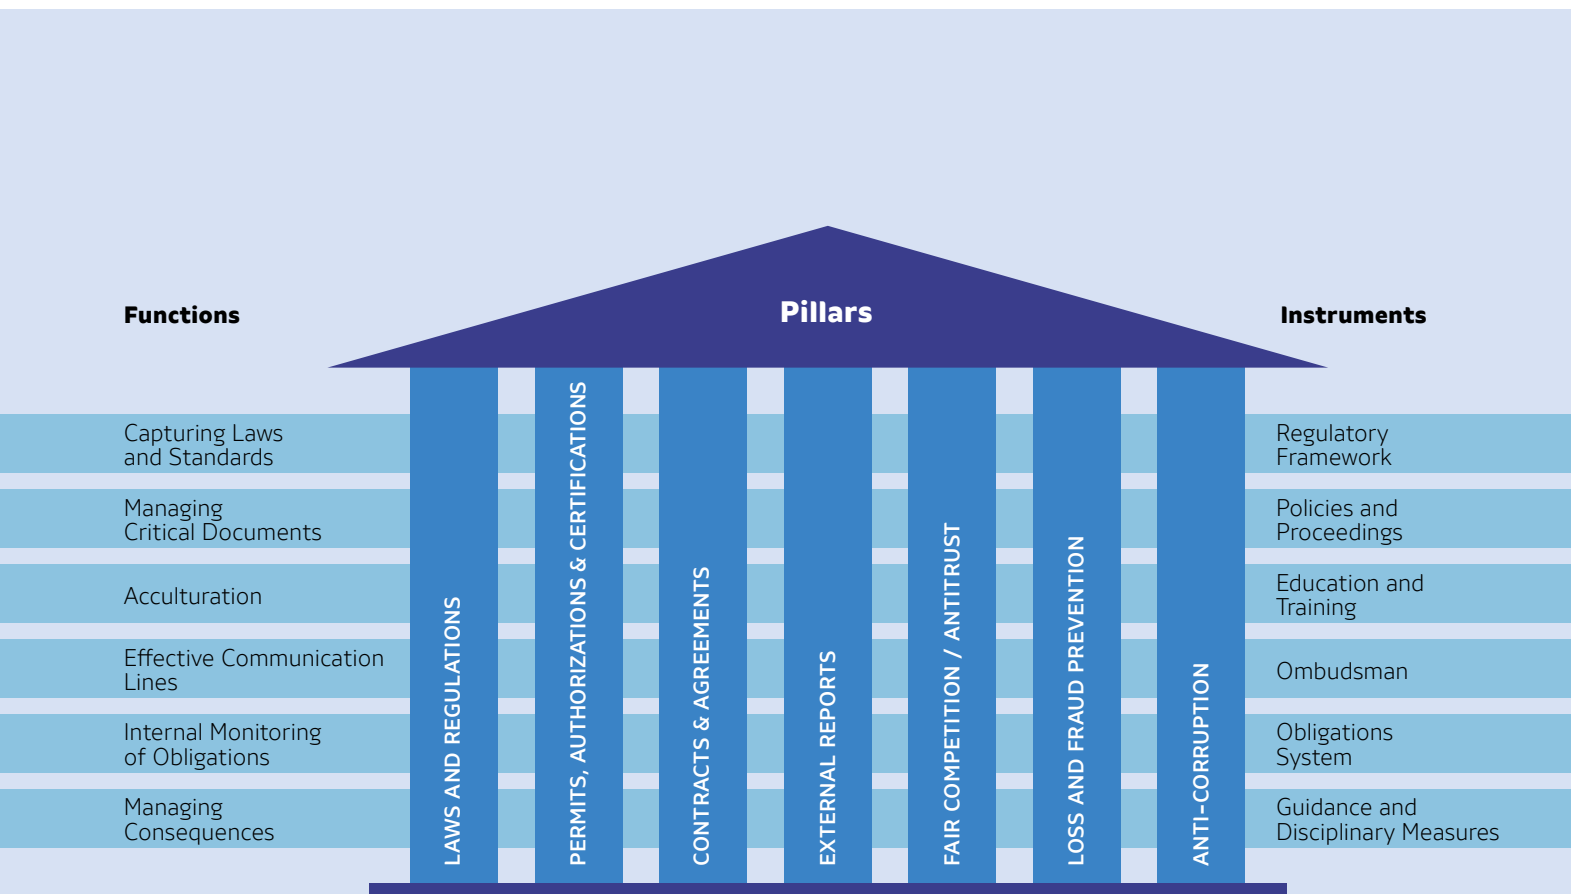 Pillars
Functions
Instruments
Capturing Laws
and Standards
Managing
Critical Documents
Acculturation
Effective Communication
Lines
Internal Monitoring
of Obligations
Managing
Consequences
LAWS AND REGULATIONS
PERMITS, AUTHORIZATIONS & CERTIFICATIONS
CONTRACTS & AGREEMENTS
EXTERNAL REPORTS
FAIR COMPETITION / ANTITRUST
LOSS AND FRAUD PREVENTION
ANTI-CORRUPTION
Regulatory
Framework
Policies and
Proceedings
Education and
Training
Ombudsman
Obligations
System
Guidance and
Disciplinary Measures